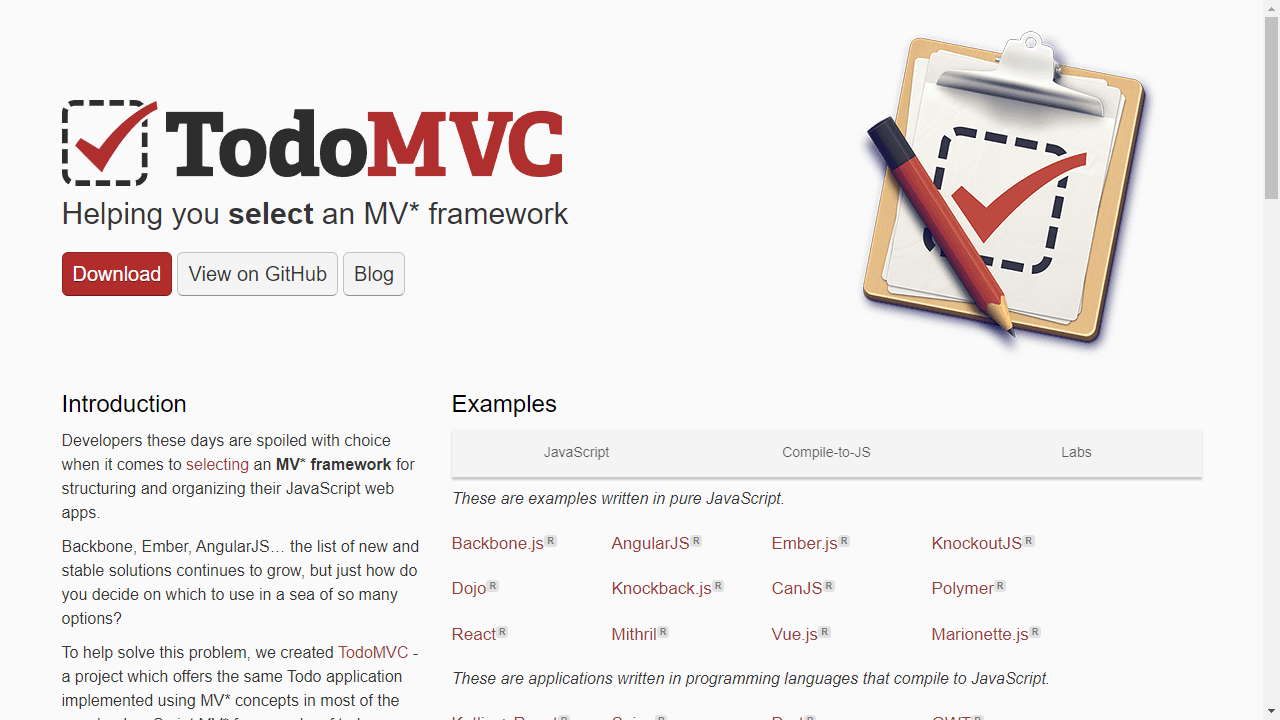 TodoMVC
Helping you select an MV* framework
Download View on GitHub Blog
Introduction
Developers these days are spoiled with choice
when it comes to selecting an MV* framework for
structuring and organizing their JavaScript web
apps.
Backbone, Ember, AngularJS… the list of new and
stable solutions continues to grow, but just how do
you decide on which to use in a sea of so many
options?
To help solve this problem, we created TodoMVC -
a project which offers the same Todo application
implemented using MV* concepts in most of the
Examples
JavaScript Compile-to-JS Labs
These are examples written in pure JavaScript.
Backbone.js R AngularJS R Ember.js R KnockoutJS R
Dojo R Knockback.js R CanJS R Polymer R
React R Mithril R Vue.js R Marionette.js R
These are applications written in programming languages that compile to JavaScript.